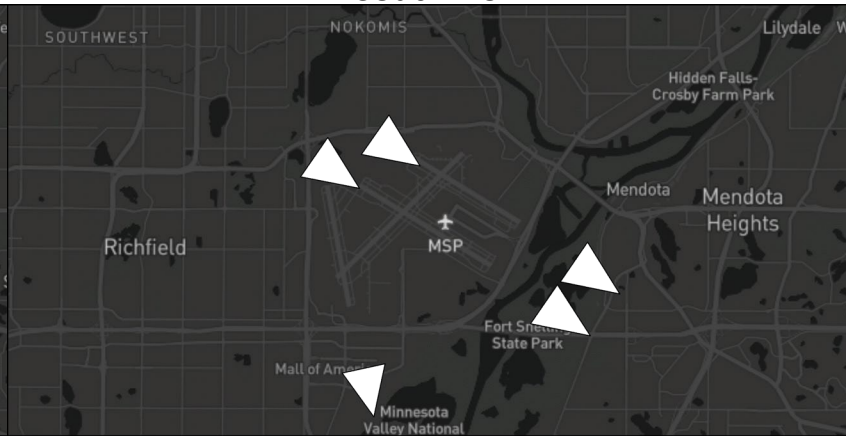 SOUTHWEST
NOKOMIS
Lilydale
Hidden Falls-
Crosby Farm Park
Mendota
Mendota
Heights
MSP
Richfield
Fort Snelling
State Park
Mall of Ameri
Minnesota
Valley National